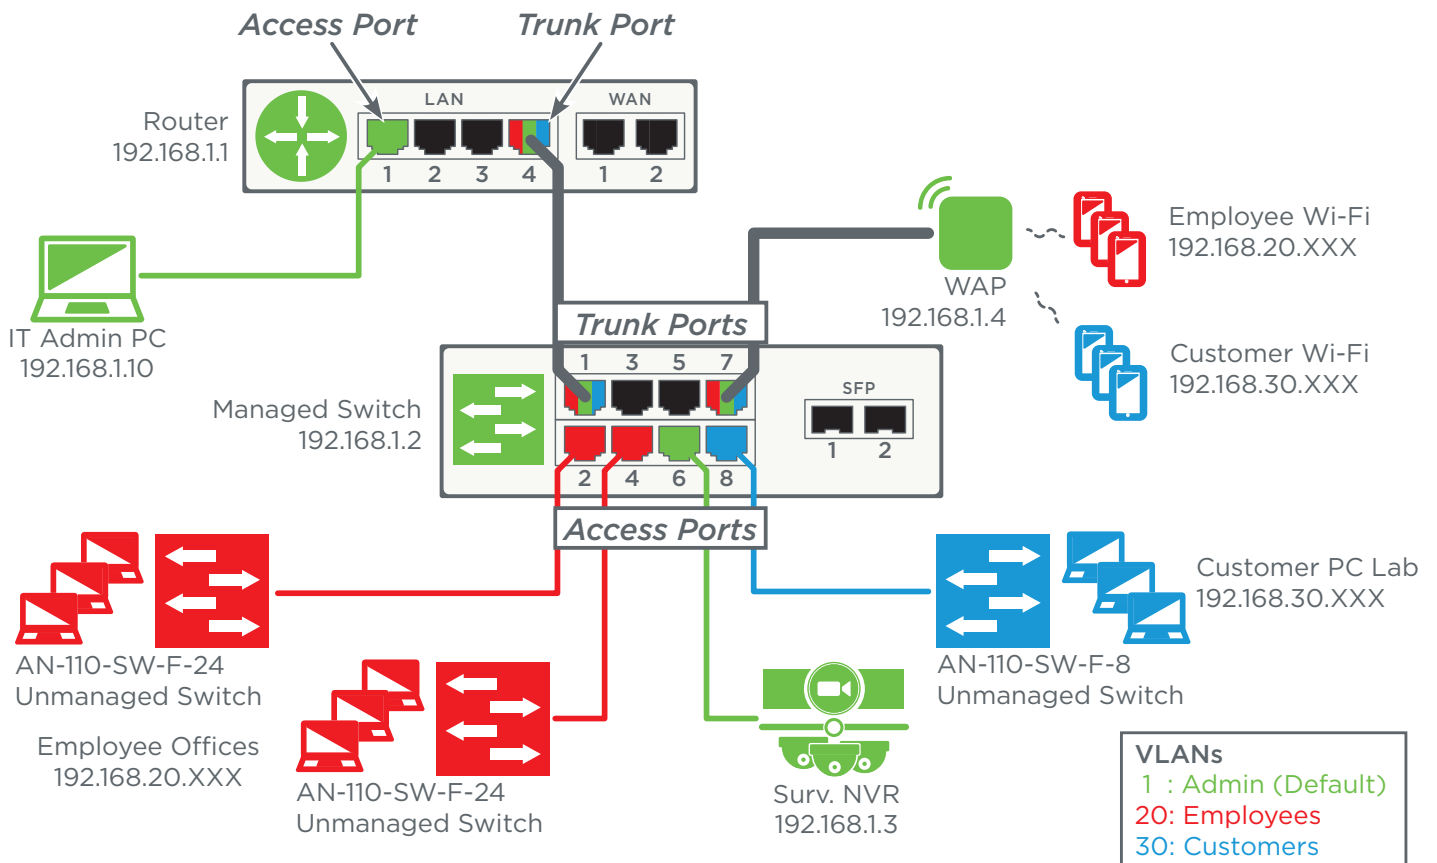 Access Port
Trunk Port
LAN
WAN
Router
192.168.1.1
1 2 3 4
1 2
IT Admin PC
192.168.1.10
Employee Wi-Fi
192.168.20.XXX
WAP
192.168.1.4
Customer Wi-Fi
192.168.30.XXX
Trunk Ports
1 3 5 7
Managed Switch
192.168.1.2
SFP
1 2
2 4 6 8
Access Ports
AN-110-SW-F-24
Unmanaged Switch
Employee Offices
192.168.20.XXX
AN-110-SW-F-24
Unmanaged Switch
Surv. NVR
192.168.1.3
Customer PC Lab
192.168.30.XXX
AN-110-SW-F-8
Unmanaged Switch
VLANs
1 : Admin (Default)
20: Employees
30: Customers